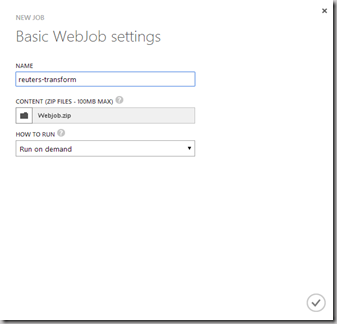 NEW JOB
Basic WebJob settings
NAME
reuters-transform
CONTENT (ZIP FILES - 100MB MAX) ?
Webjob.zip
HOW TO RUN ?
Run on demand